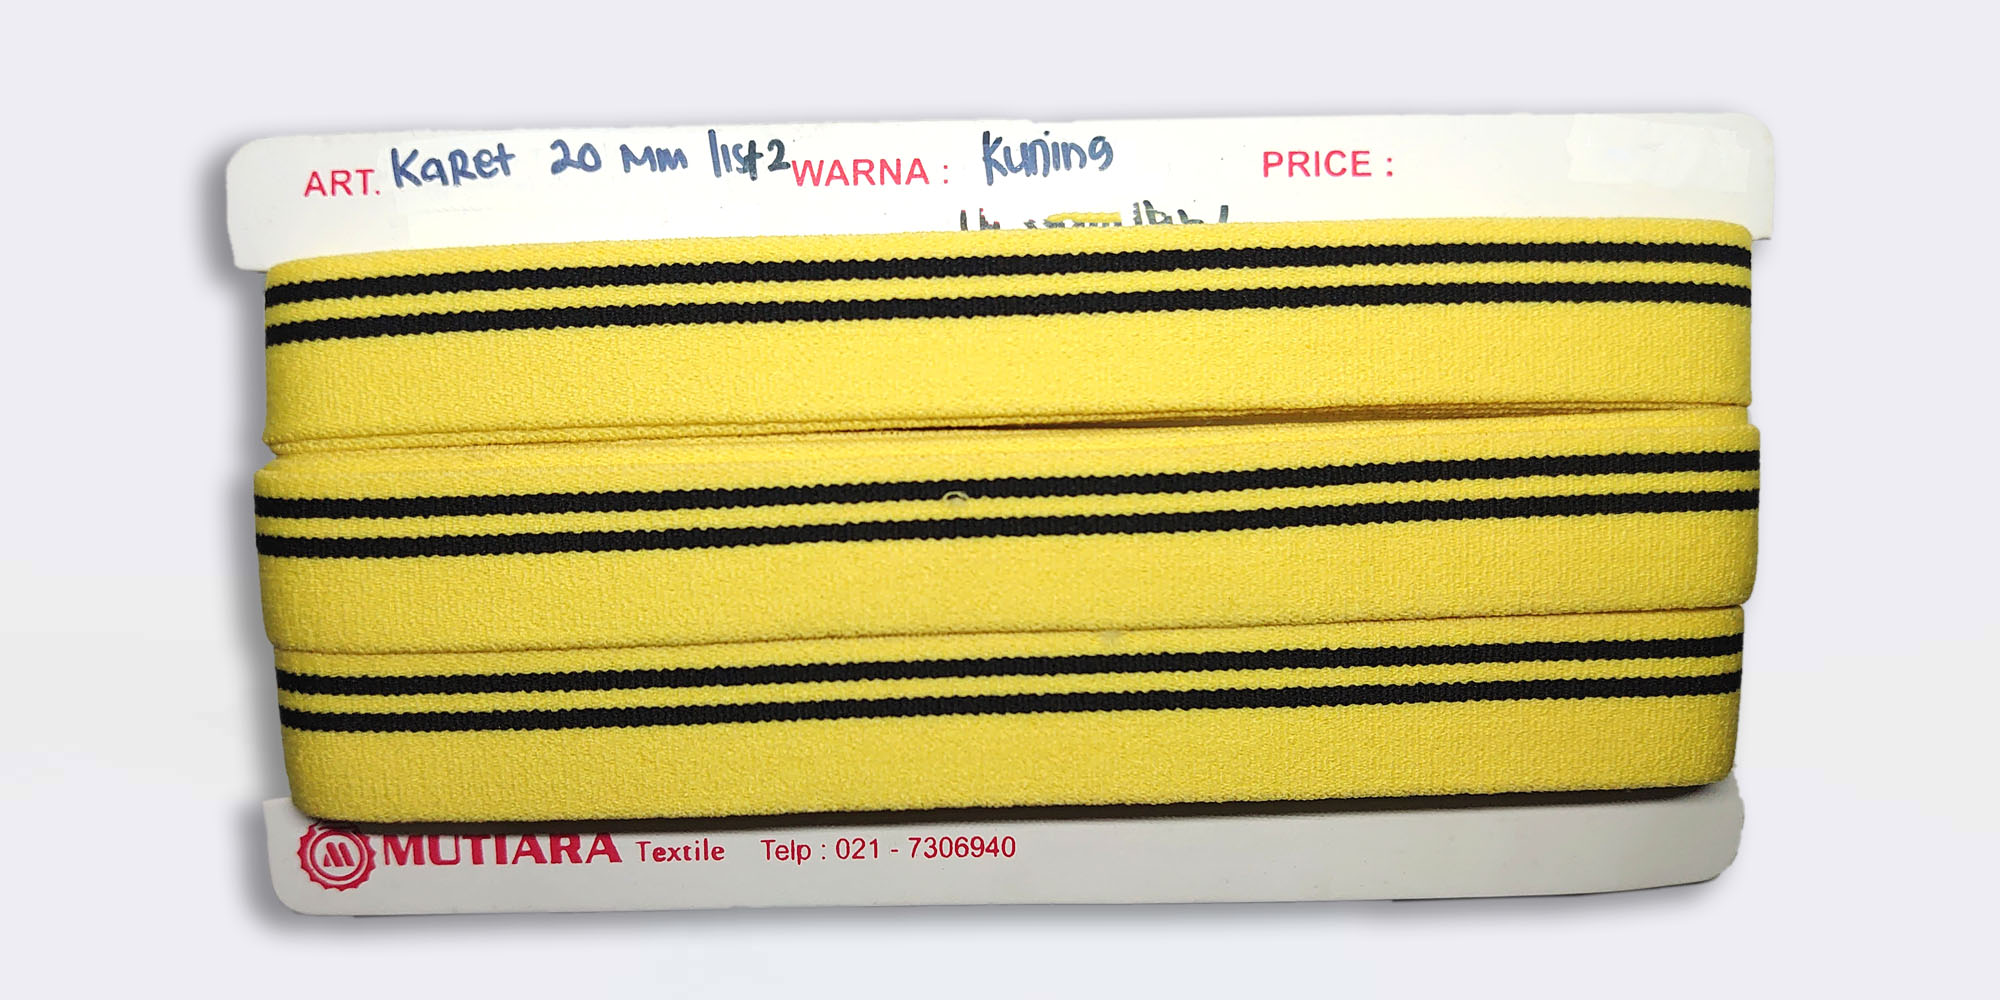 ART. KaRet 20 MM list2 WARNA : Kuning PRICE :
MUTIARA Textile Telp : 021 - 7306940